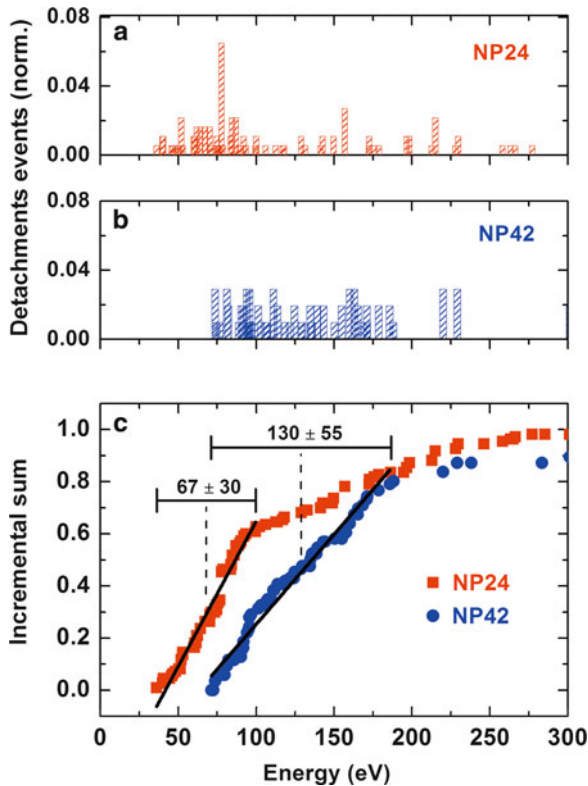 a
NP24
0.08
0.04
0.00
b
NP42
0.08
0.04
0.00
Detachments events (norm.)
c
130 ± 55
67 ± 30
1.0
0.8
0.6
0.4
0.2
0.0
Incremental sum
NP24
NP42
0 50 100 150 200 250 300
Energy (eV)